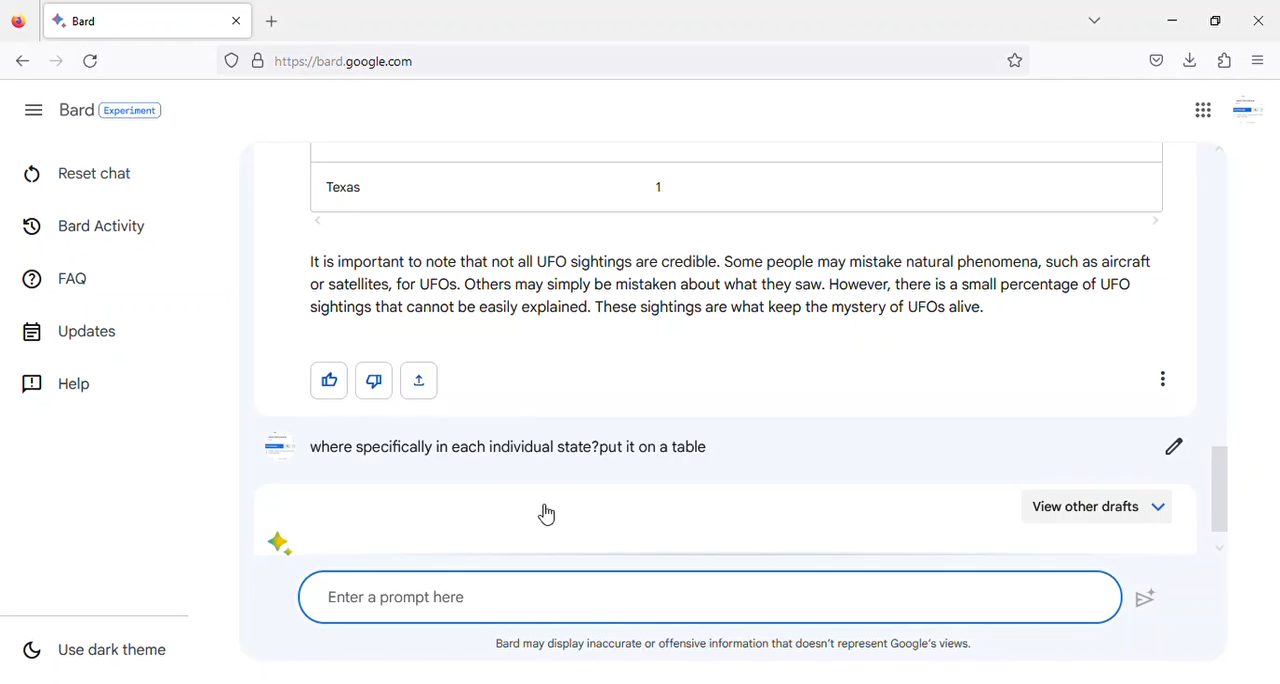 Bard
https://bard.google.com
Bard Experiment
Reset chat
Bard Activity
FAQ
Updates
Help
Use dark theme
Texas 1
It is important to note that not all UFO sightings are credible. Some people may mistake natural phenomena, such as aircraft
or satellites, for UFOs. Others may simply be mistaken about what they saw. However, there is a small percentage of UFO
sightings that cannot be easily explained. These sightings are what keep the mystery of UFOs alive.
where specifically in each individual state?put it on a table
View other drafts
Enter a prompt here
Bard may display inaccurate or offensive information that doesn't represent Google's views.